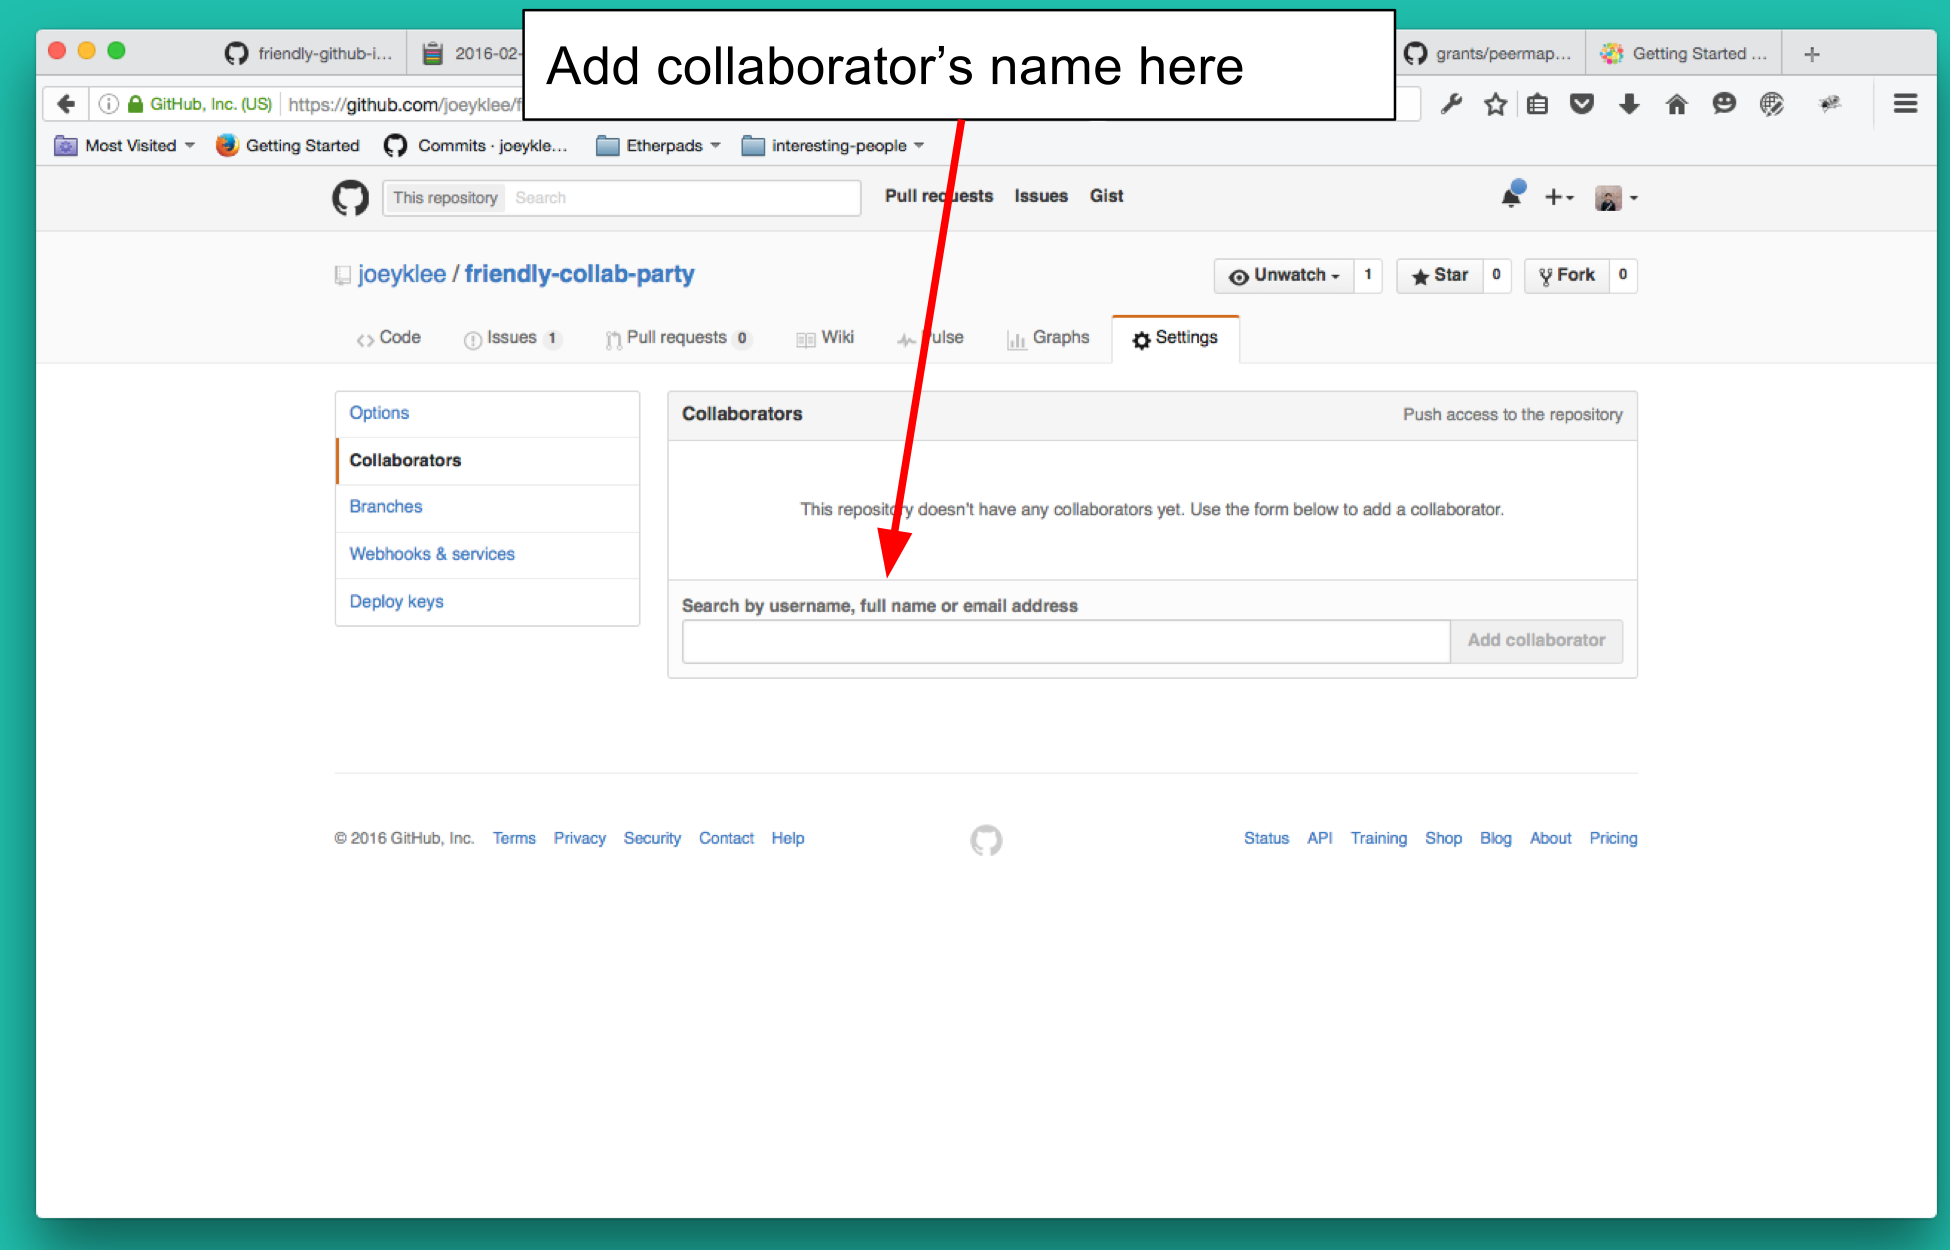 Add collaborator’s name here
friendly-github-i...
2016-02-
grants/peermap...
Getting Started ...
GitHub, Inc. (US)
https://github.com/joeyklee/f
Most Visited
Getting Started
Commits · joeykle...
Etherpads
interesting-people
This repository
Search
Pull requests
Issues
Gist
joeyklee / friendly-collab-party
Unwatch
1
Star
0
Fork
0
Code
Issues 1
Pull requests 0
Wiki
Pulse
Graphs
Settings
Options
Collaborators
Branches
Webhooks & services
Deploy keys
Collaborators
Push access to the repository
This repository doesn't have any collaborators yet. Use the form below to add a collaborator.
Search by username, full name or email address
Add collaborator
© 2016 GitHub, Inc.
Terms
Privacy
Security
Contact
Help
Status
API
Training
Shop
Blog
About
Pricing